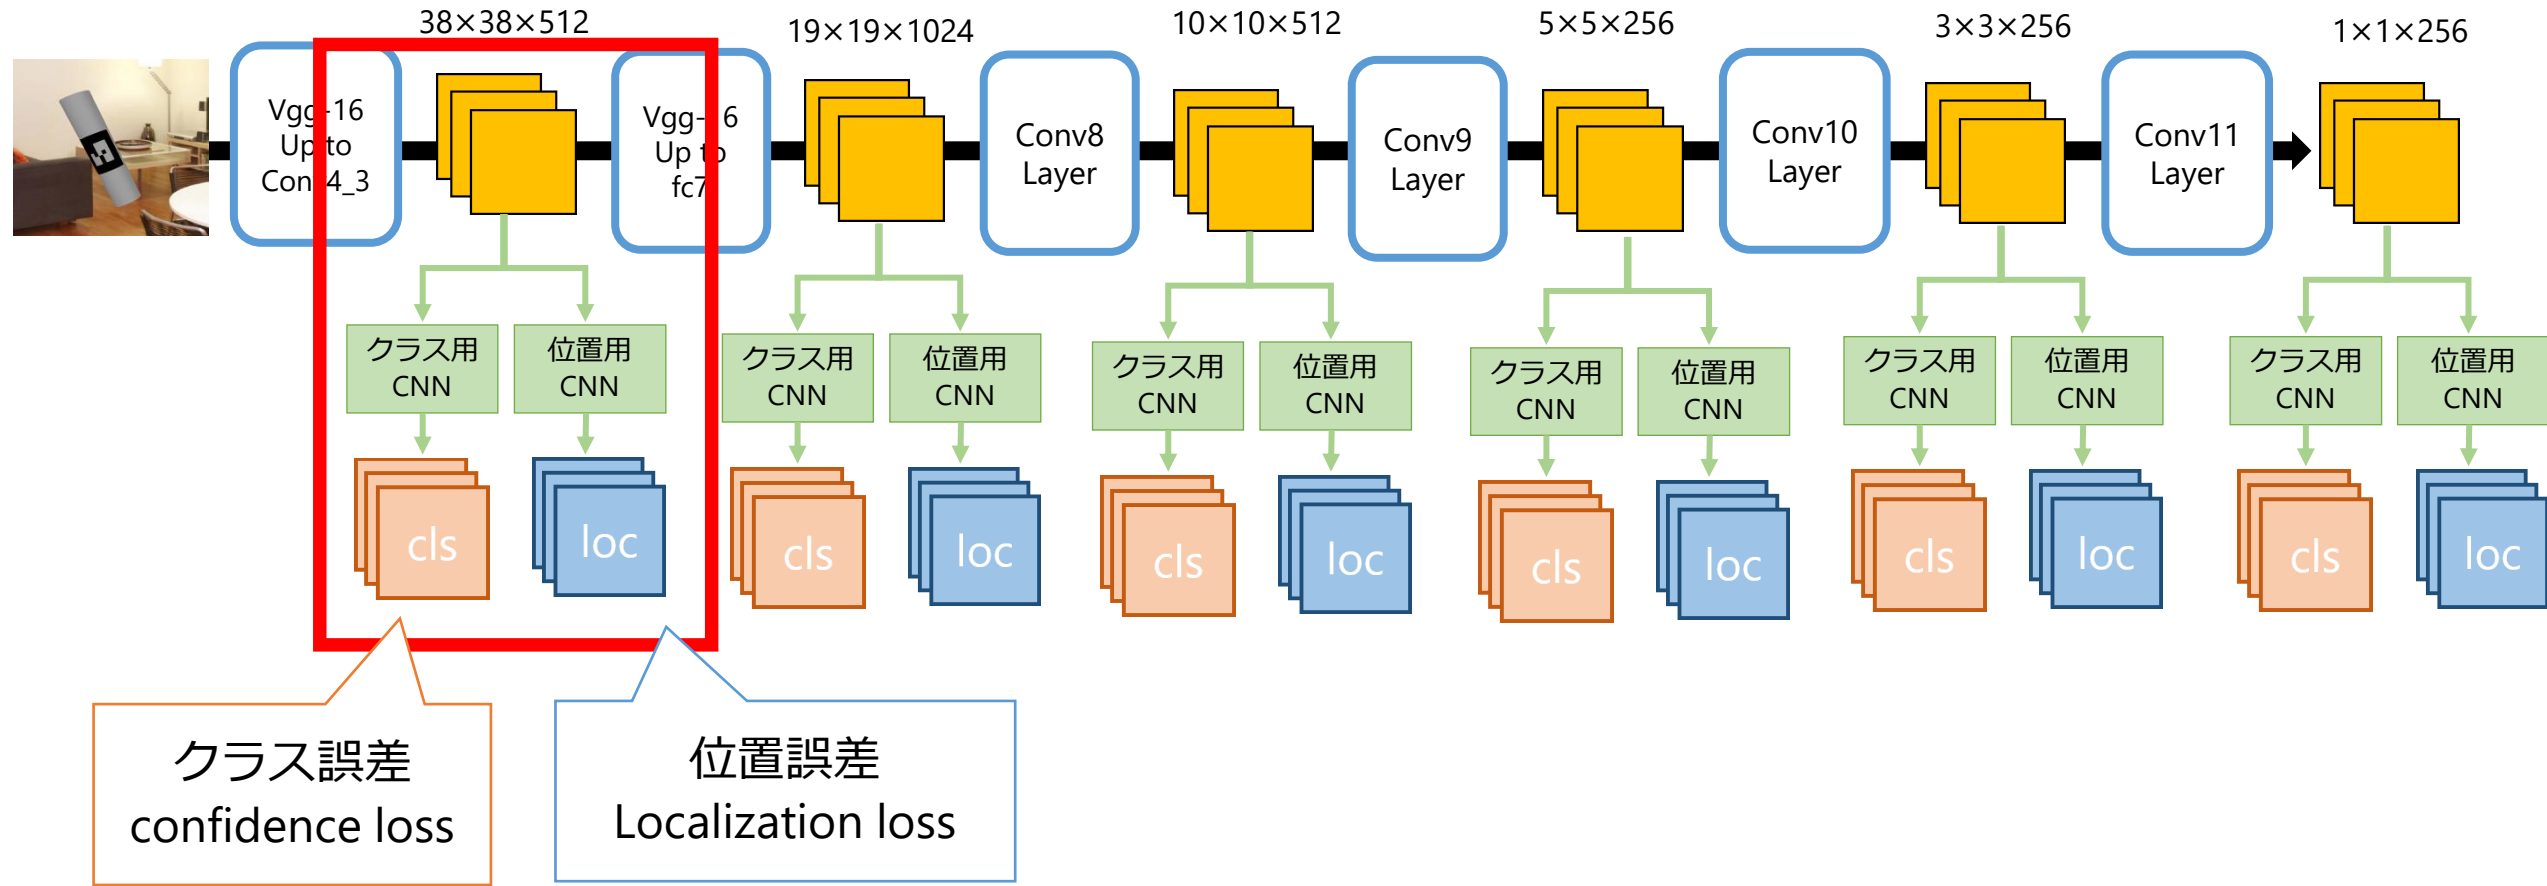 38×38×512
19×19×1024
10×10×512
5×5×256
3×3×256
1×1×256
Vgg-16
Up to
Conv4_3
Vgg-16
Up to
fc7
Conv8
Layer
Conv9
Layer
Conv10
Layer
Conv11
Layer
クラス用
CNN
位置用
CNN
クラス用
CNN
位置用
CNN
クラス用
CNN
位置用
CNN
クラス用
CNN
位置用
CNN
クラス用
CNN
位置用
CNN
クラス用
CNN
位置用
CNN
cls
loc
cls
loc
cls
loc
cls
loc
cls
loc
cls
loc
クラス誤差
confidence loss
位置誤差
Localization loss